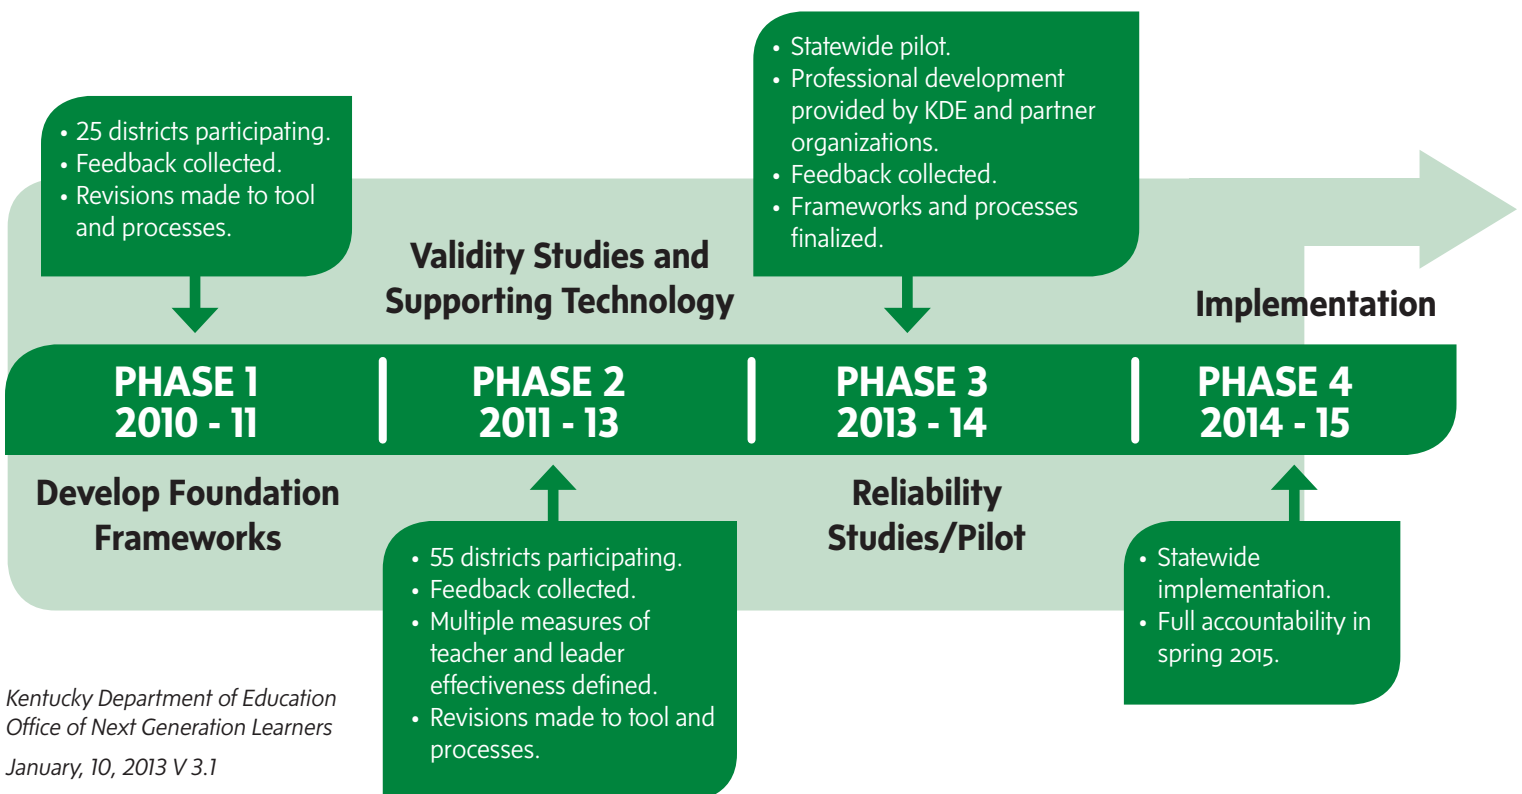 • 25 districts participating.
• Feedback collected.
• Revisions made to tool
and processes.
Validity Studies and
Supporting Technology
• Statewide pilot.
• Professional development
provided by KDE and partner
organizations.
• Feedback collected.
• Frameworks and processes
finalized.
Implementation
PHASE 1
2010 - 11
PHASE 2
2011 - 13
PHASE 3
2013 - 14
PHASE 4
2014 - 15
Develop Foundation
Frameworks
• 55 districts participating.
• Feedback collected.
• Multiple measures of
teacher and leader
effectiveness defined.
• Revisions made to tool and
processes.
Reliability
Studies/Pilot
• Statewide
implementation.
• Full accountability in
spring 2015.
Kentucky Department of Education
Office of Next Generation Learners
January, 10, 2013 V 3.1